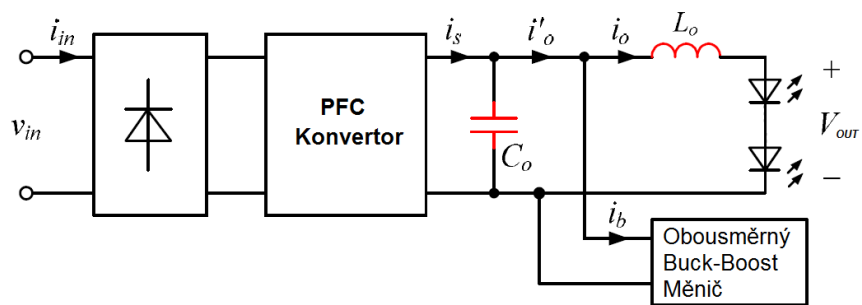 i_in
i_s
i'_o
i_o
L_o
PFC
Konvertor
+
v_in
V_OUT
C_o
−
i_b
Obousměrný
Buck-Boost
Měnič